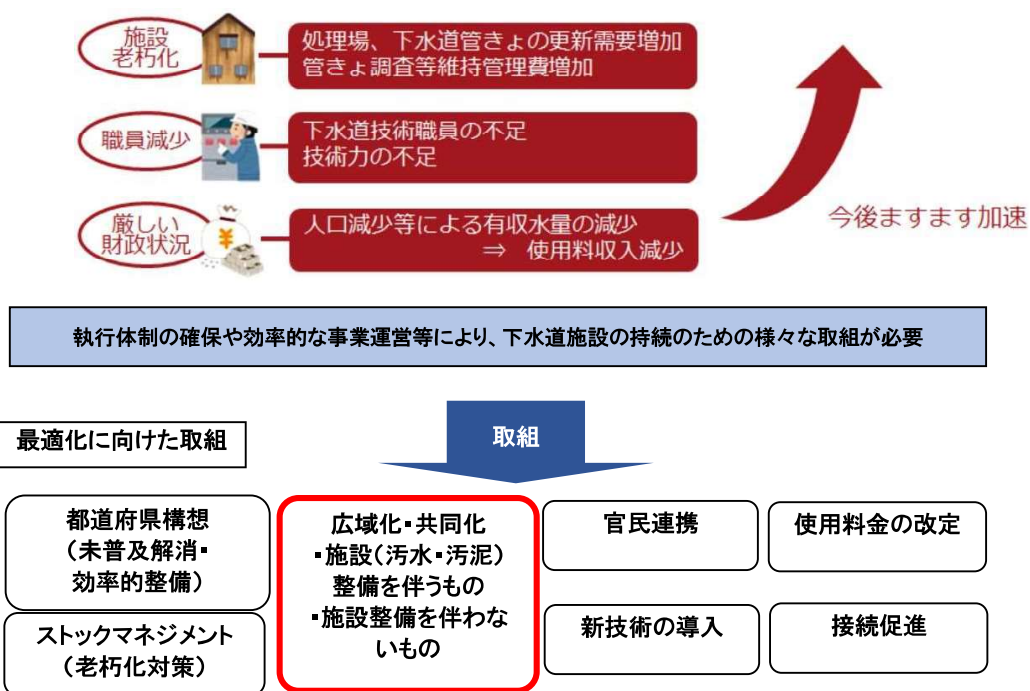 施設
老朽化
処理場、下水道管きょの更新需要増加
管きょ調査等維持管理費増加
職員減少
下水道技術職員の不足
技術力の不足
厳しい
財政状況
¥
人口減少等による有収水量の減少
⇒ 使用料収入減少
今後ますます加速
執行体制の確保や効率的な事業運営等により、下水道施設の持続のための様々な取組が必要
取組
最適化に向けた取組
都道府県構想
(未普及解消・
効率的整備)
ストックマネジメント
(老朽化対策)
広域化・共同化
・施設(汚水・汚泥)
整備を伴うもの
・施設整備を伴わな
いもの
官民連携
使用料金の改定
新技術の導入
接続促進